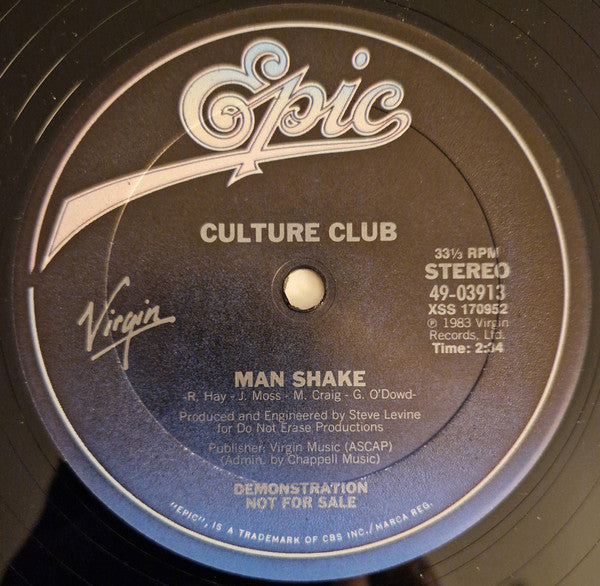 Epic
CULTURE CLUB
33⅓ RPM
STEREO
49-03913
XSS 170952
℗ 1983 Virgin
Records, Ltd.
Time: 2:34
Virgin
MAN SHAKE
-R. Hay - J. Moss - M. Craig - G. O'Dowd-
Produced and Engineered by Steve Levine
for Do Not Erase Productions
Publisher: Virgin Music (ASCAP)
(Admin. by Chappell Music)
DEMONSTRATION
NOT FOR SALE
"EPIC", IS A TRADEMARK OF CBS INC./MARCA REG.